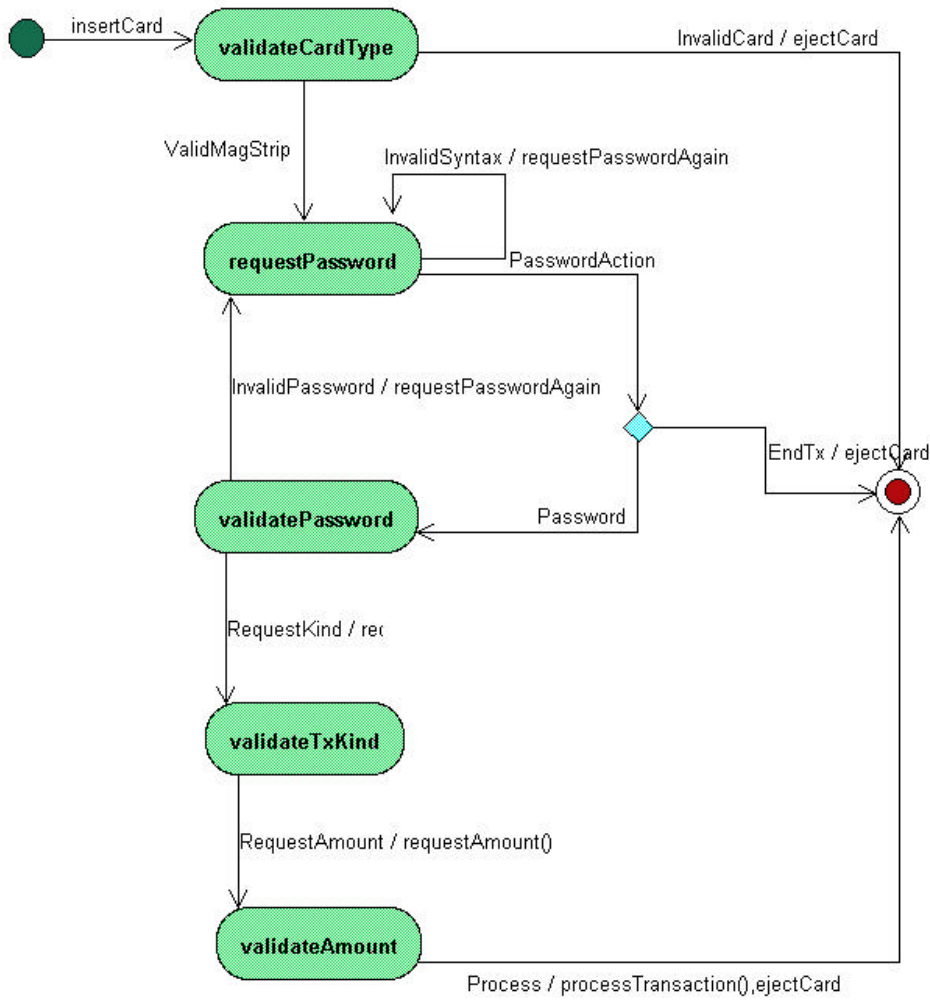 insertCard
validateCardType
InvalidCard / ejectCard
ValidMagStrip
InvalidSyntax / requestPasswordAgain
requestPassword
PasswordAction
InvalidPassword / requestPasswordAgain
EndTx / ejectCard
validatePassword
Password
RequestKind /
validateTxKind
RequestAmount / requestAmount()
validateAmount
Process / processTransaction(),ejectCard